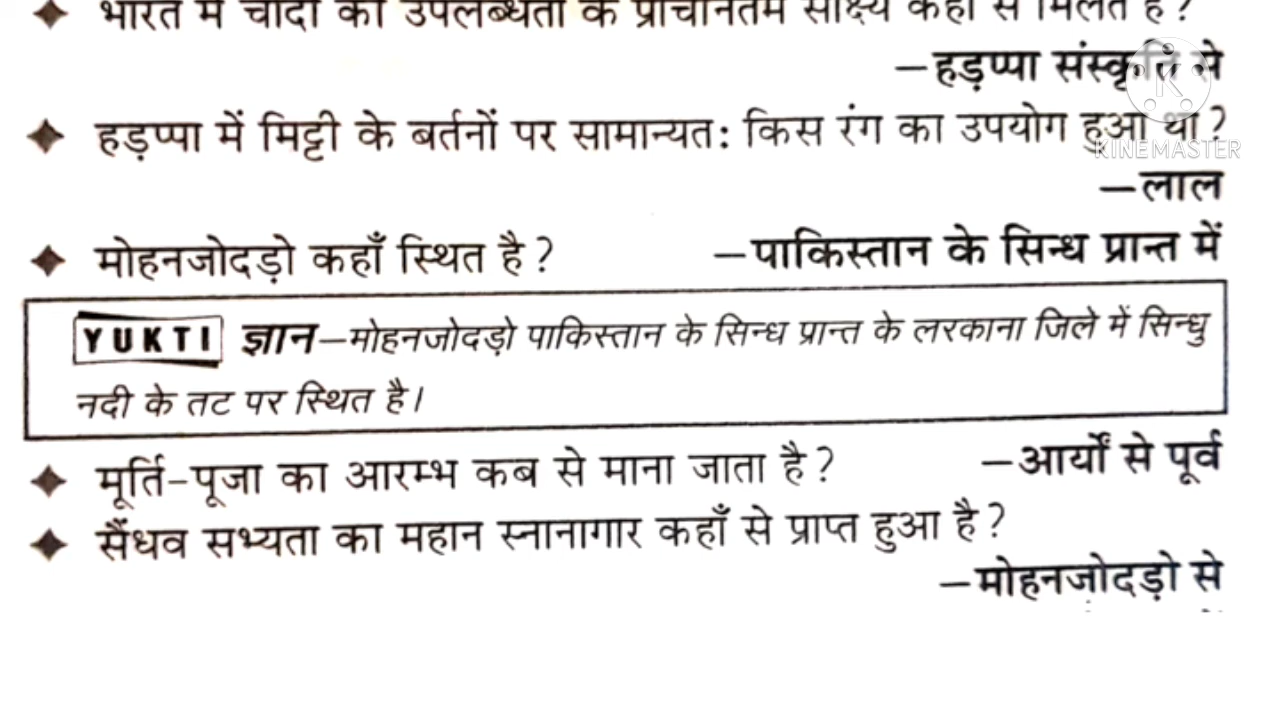 भारत में चाँदी की उपलब्धता के प्राचीनतम साक्ष्य कहाँ से मिलते हैं?
—हड़प्पा संस्कृति से
हड़प्पा में मिट्टी के बर्तनों पर सामान्यतः किस रंग का उपयोग हुआ था?
KINEMASTER
—लाल
मोहनजोदड़ो कहाँ स्थित है? —पाकिस्तान के सिन्ध प्रान्त में
YUKTI ज्ञान—मोहनजोदड़ो पाकिस्तान के सिन्ध प्रान्त के लरकाना जिले में सिन्धु
नदी के तट पर स्थित है।
मूर्ति-पूजा का आरम्भ कब से माना जाता है? —आर्यों से पूर्व
सैंधव सभ्यता का महान स्नानागार कहाँ से प्राप्त हुआ है?
—मोहनजोदड़ो से